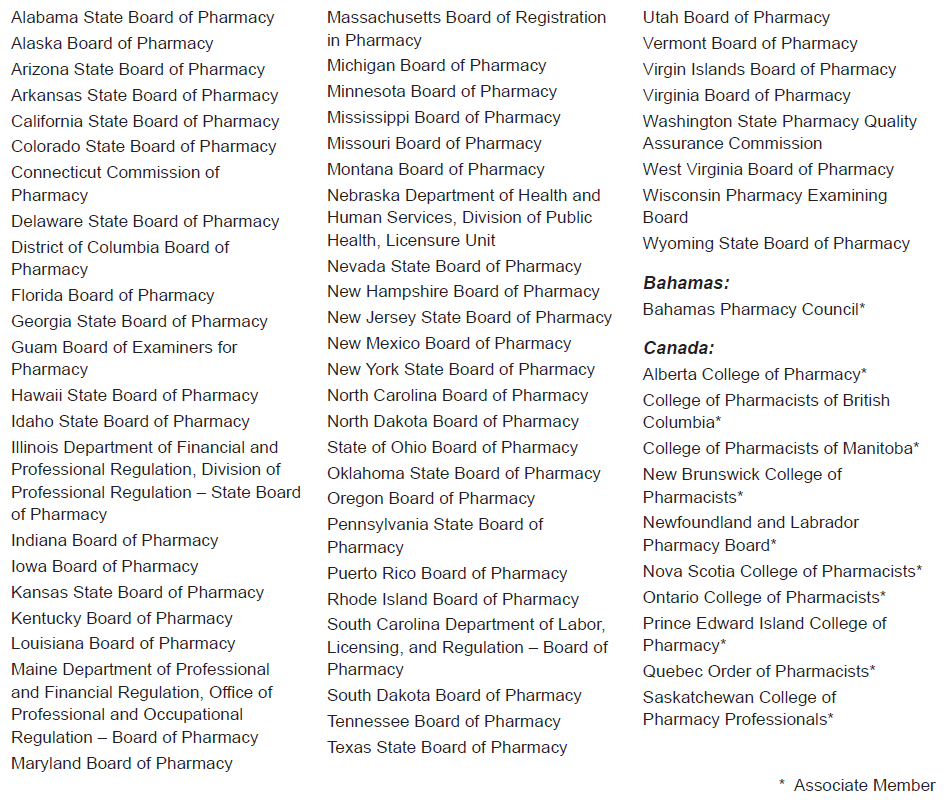 Alabama State Board of Pharmacy
Alaska Board of Pharmacy
Arizona State Board of Pharmacy
Arkansas State Board of Pharmacy
California State Board of Pharmacy
Colorado State Board of Pharmacy
Connecticut Commission of
Pharmacy
Delaware State Board of Pharmacy
District of Columbia Board of
Pharmacy
Florida Board of Pharmacy
Georgia State Board of Pharmacy
Guam Board of Examiners for
Pharmacy
Hawaii State Board of Pharmacy
Idaho State Board of Pharmacy
Illinois Department of Financial and
Professional Regulation, Division of
Professional Regulation – State Board
of Pharmacy
Indiana Board of Pharmacy
Iowa Board of Pharmacy
Kansas State Board of Pharmacy
Kentucky Board of Pharmacy
Louisiana Board of Pharmacy
Maine Department of Professional
and Financial Regulation, Office of
Professional and Occupational
Regulation – Board of Pharmacy
Maryland Board of Pharmacy
Massachusetts Board of Registration
in Pharmacy
Michigan Board of Pharmacy
Minnesota Board of Pharmacy
Mississippi Board of Pharmacy
Missouri Board of Pharmacy
Montana Board of Pharmacy
Nebraska Department of Health and
Human Services, Division of Public
Health, Licensure Unit
Nevada State Board of Pharmacy
New Hampshire Board of Pharmacy
New Jersey State Board of Pharmacy
New Mexico Board of Pharmacy
New York State Board of Pharmacy
North Carolina Board of Pharmacy
North Dakota Board of Pharmacy
State of Ohio Board of Pharmacy
Oklahoma State Board of Pharmacy
Oregon Board of Pharmacy
Pennsylvania State Board of
Pharmacy
Puerto Rico Board of Pharmacy
Rhode Island Board of Pharmacy
South Carolina Department of Labor,
Licensing, and Regulation – Board of
Pharmacy
South Dakota Board of Pharmacy
Tennessee Board of Pharmacy
Texas State Board of Pharmacy
Utah Board of Pharmacy
Vermont Board of Pharmacy
Virgin Islands Board of Pharmacy
Virginia Board of Pharmacy
Washington State Pharmacy Quality
Assurance Commission
West Virginia Board of Pharmacy
Wisconsin Pharmacy Examining
Board
Wyoming State Board of Pharmacy
Bahamas:
Bahamas Pharmacy Council*
Canada:
Alberta College of Pharmacy*
College of Pharmacists of British
Columbia*
College of Pharmacists of Manitoba*
New Brunswick College of
Pharmacists*
Newfoundland and Labrador
Pharmacy Board*
Nova Scotia College of Pharmacists*
Ontario College of Pharmacists*
Prince Edward Island College of
Pharmacy*
Quebec Order of Pharmacists*
Saskatchewan College of
Pharmacy Professionals*
* Associate Member